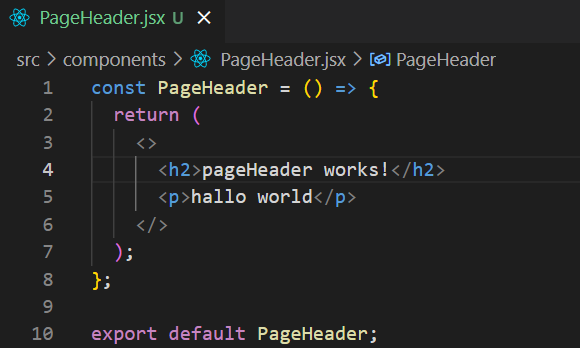 PageHeader.jsx U ×
src > components > PageHeader.jsx > PageHeader
1 const PageHeader = () => {
2 return (
3 <>
4 <h2>pageHeader works!</h2>
5 <p>hallo world</p>
6 </>
7 );
8 };
9
10 export default PageHeader;